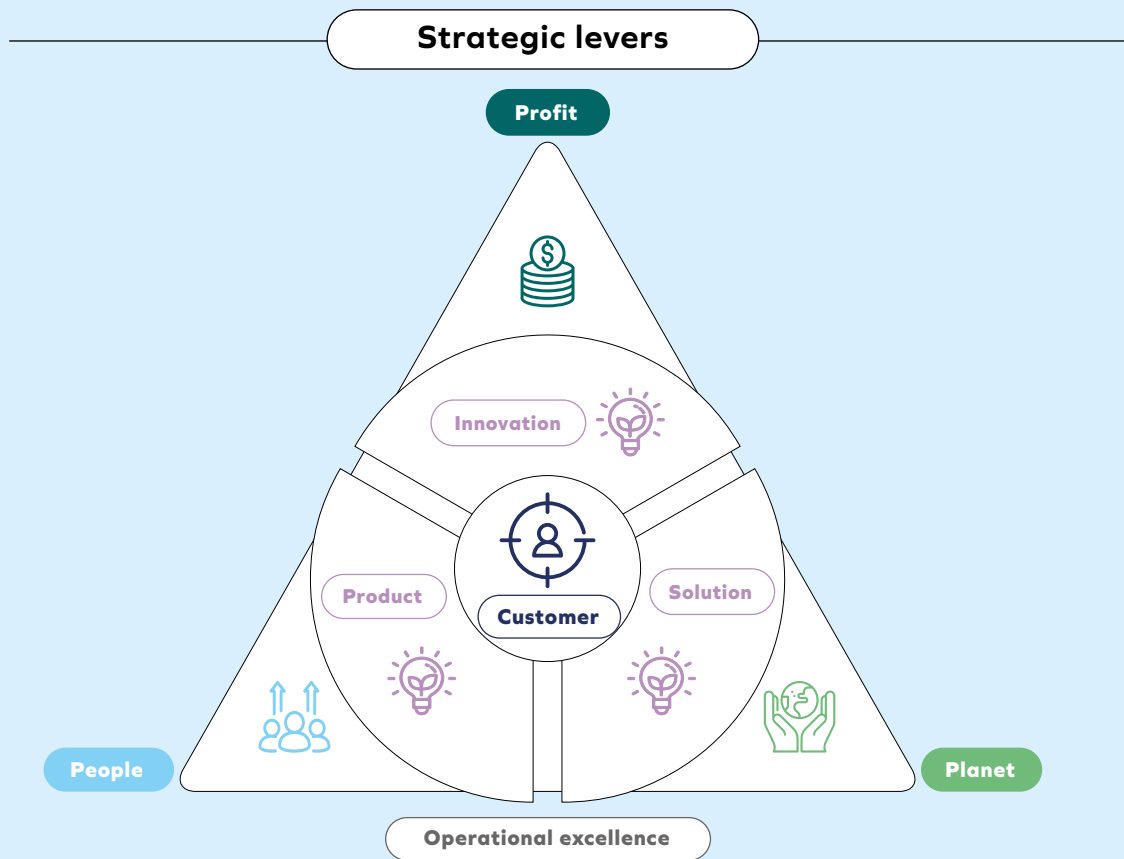 Strategic levers
Profit
$
Innovation
Product
Solution
Customer
People
Planet
Operational excellence